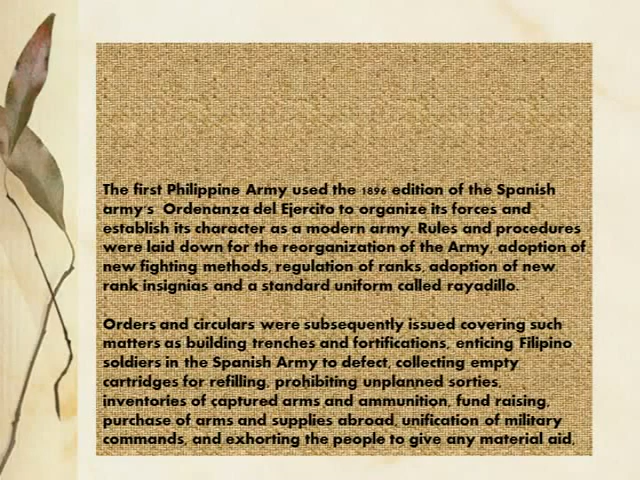 The first Philippine Army used the 1896 edition of the Spanish
army's Ordenanza del Ejercito to organize its forces and
establish its character as a modern army. Rules and procedures
were laid down for the reorganization of the Army, adoption of
new fighting methods, regulation of ranks, adoption of new
rank insignias and a standard uniform called rayadillo.
Orders and circulars were subsequently issued covering such
matters as building trenches and fortifications, enticing Filipino
soldiers in the Spanish Army to defect, collecting empty
cartridges for refilling, prohibiting unplanned sorties,
inventories of captured arms and ammunition, fund raising,
purchase of arms and supplies abroad, unification of military
commands, and exhorting the people to give any material aid,